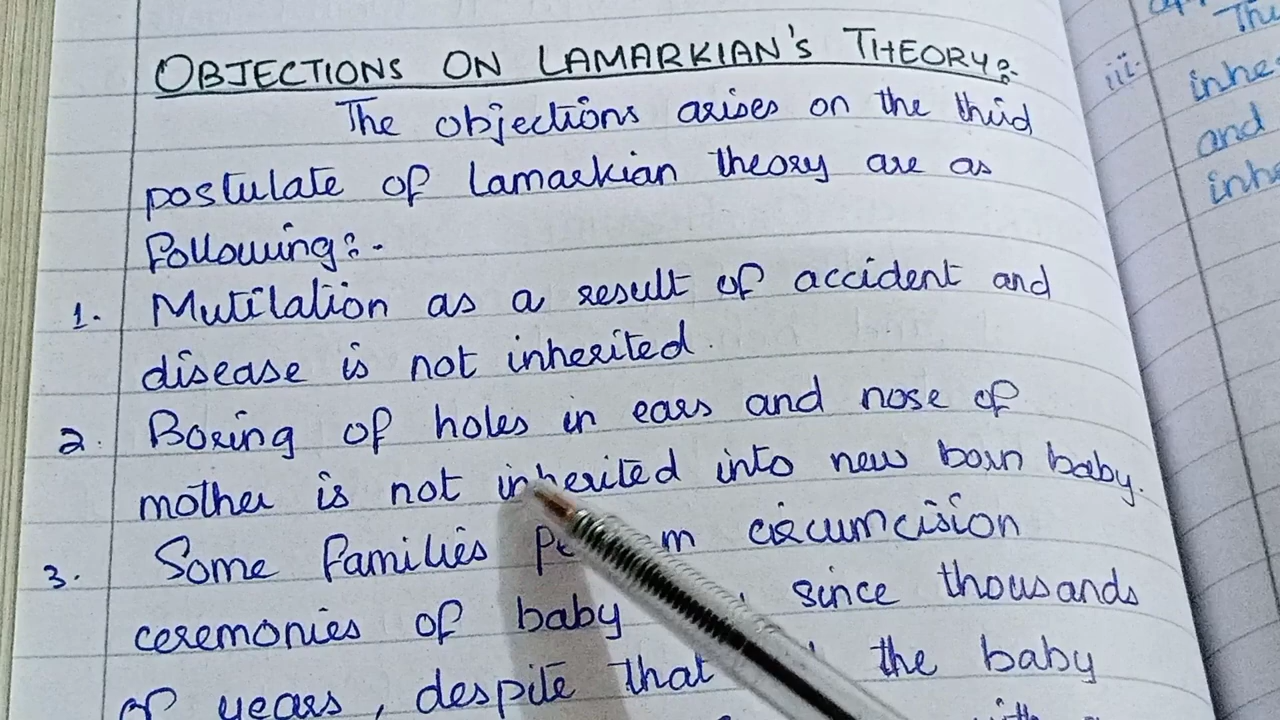 OBJECTIONS ON LAMARKIAN'S THEORY:-
The objections arises on the third
postulate of Lamarkian theory are as
following:-
1. Mutilation as a result of accident and
disease is not inherited.
2. Boring of holes in ears and nose of
mother is not inherited into new born baby.
3. Some families circumcision
ceremonies of baby since thousands
of years, despite that the baby
iii.
and